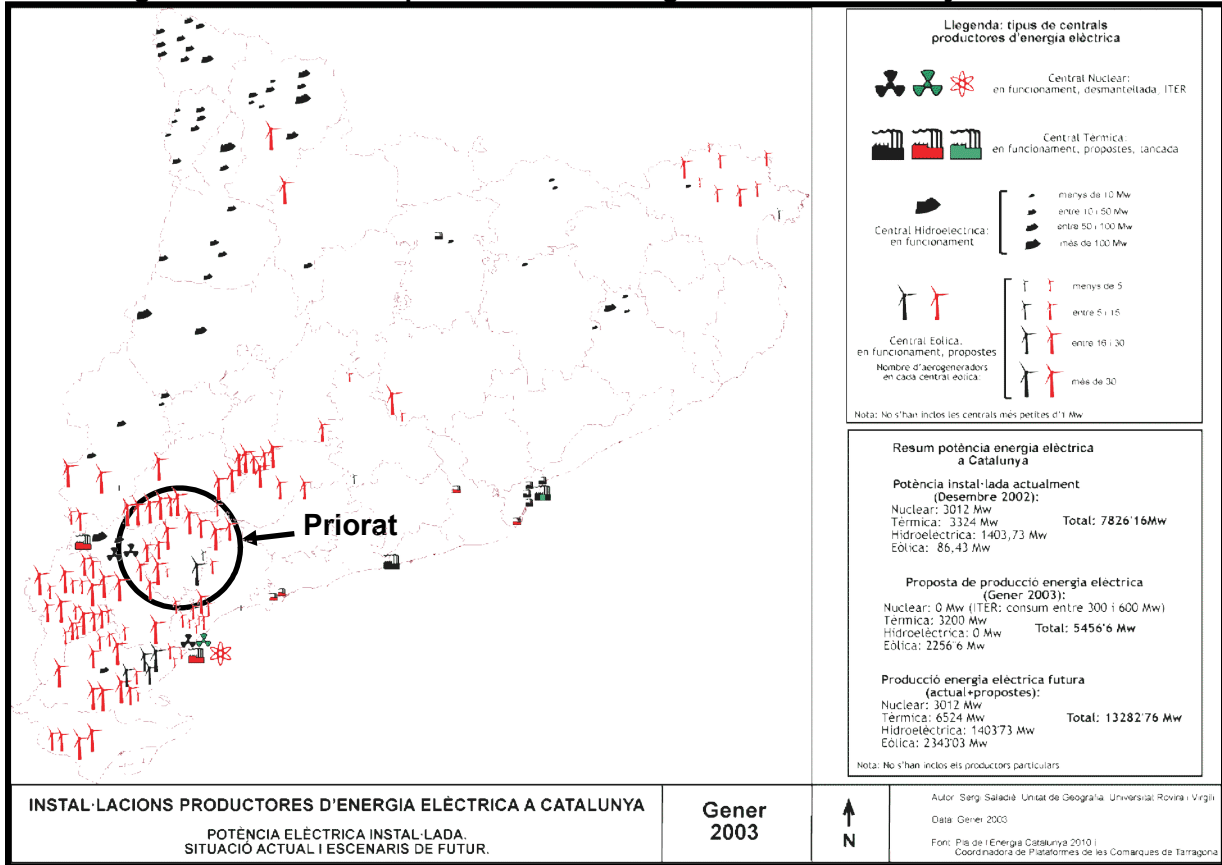 Priorat
Llegenda: tipus de centrals
productores d'energia elèctrica
Central Nuclear:
en funcionament, desmantellada, ITER
Central Tèrmica:
en funcionament, propostes, tancada
Central Hidroelèctrica:
en funcionament
menys de 10 Mw
entre 10 i 50 Mw
entre 50 i 100 Mw
més de 100 Mw
Central Eòlica:
en funcionament, propostes
Nombre d'aerogeneradors
en cada central eòlica:
menys de 5
entre 5 i 15
entre 16 i 30
més de 30
Nota: No s'han inclos les centrals més petites d'1 Mw
Resum potència energia elèctrica
a Catalunya
Potència instal·lada actualment
(Desembre 2002):
Nuclear: 3012 Mw
Tèrmica: 3324 Mw
Hidroelèctrica: 1403,73 Mw
Eòlica: 86,43 Mw
Total: 7826'16Mw
Proposta de producció energia elèctrica
(Gener 2003):
Nuclear: 0 Mw (ITER: consum entre 300 i 600 Mw)
Tèrmica: 3200 Mw
Hidroelèctrica: 0 Mw
Eòlica: 2256'6 Mw
Total: 5456'6 Mw
Producció energia elèctrica futura
(actual+propostes):
Nuclear: 3012 Mw
Tèrmica: 6524 Mw
Hidroelèctrica: 1403'73 Mw
Eòlica: 2343'03 Mw
Total: 13282'76 Mw
Nota: No s'han inclos els productors particulars
INSTAL·LACIONS PRODUCTORES D'ENERGIA ELÈCTRICA A CATALUNYA
POTÈNCIA ELÈCTRICA INSTAL·LADA.
SITUACIÓ ACTUAL I ESCENARIS DE FUTUR.
Gener
2003
N
Autor: Sergi Saladié. Unitat de Geografia. Universitat Rovira i Virgili
Data: Gener 2003
Font: Pla de l'Energia Catalunya 2010 i
Coordinadora de Plataformes de les Comarques de Tarragona